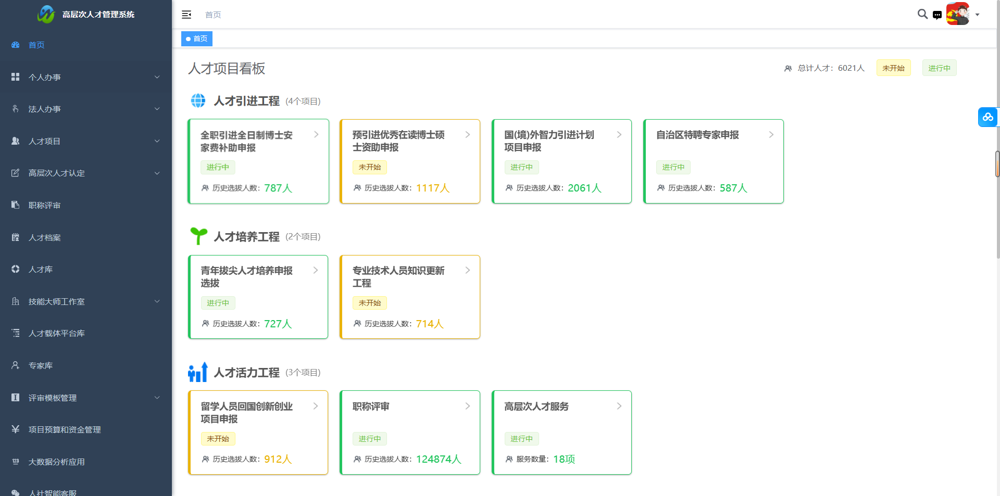 高层次人才管理系统
首页
个人办事
法人办事
人才项目
高层次人才认定
职称评审
人才档案
人才库
技能大师工作室
人才载体平台库
专家库
评审模板管理
项目预算和资金管理
大数据分析应用
人社智能客服
首页
首页
人才项目看板
总计人才：6021人
未开始
进行中
人才引进工程 (4个项目)
全职引进全日制博士安
家费补助申报
进行中
历史选拔人数：787人
预引进优秀在读博士硕
士资助申报
未开始
历史选拔人数：1117人
国(境)外智力引进计划
项目申报
进行中
历史选拔人数：2061人
自治区特聘专家申报
进行中
历史选拔人数：587人
人才培养工程 (2个项目)
青年拔尖人才培养申报
选拔
进行中
历史选拔人数：727人
专业技术人员知识更新
工程
未开始
历史选拔人数：714人
人才活力工程 (3个项目)
留学人员回国创新创业
项目申报
未开始
历史选拔人数：912人
职称评审
进行中
历史选拔人数：124874人
高层次人才服务
进行中
服务数量：18项